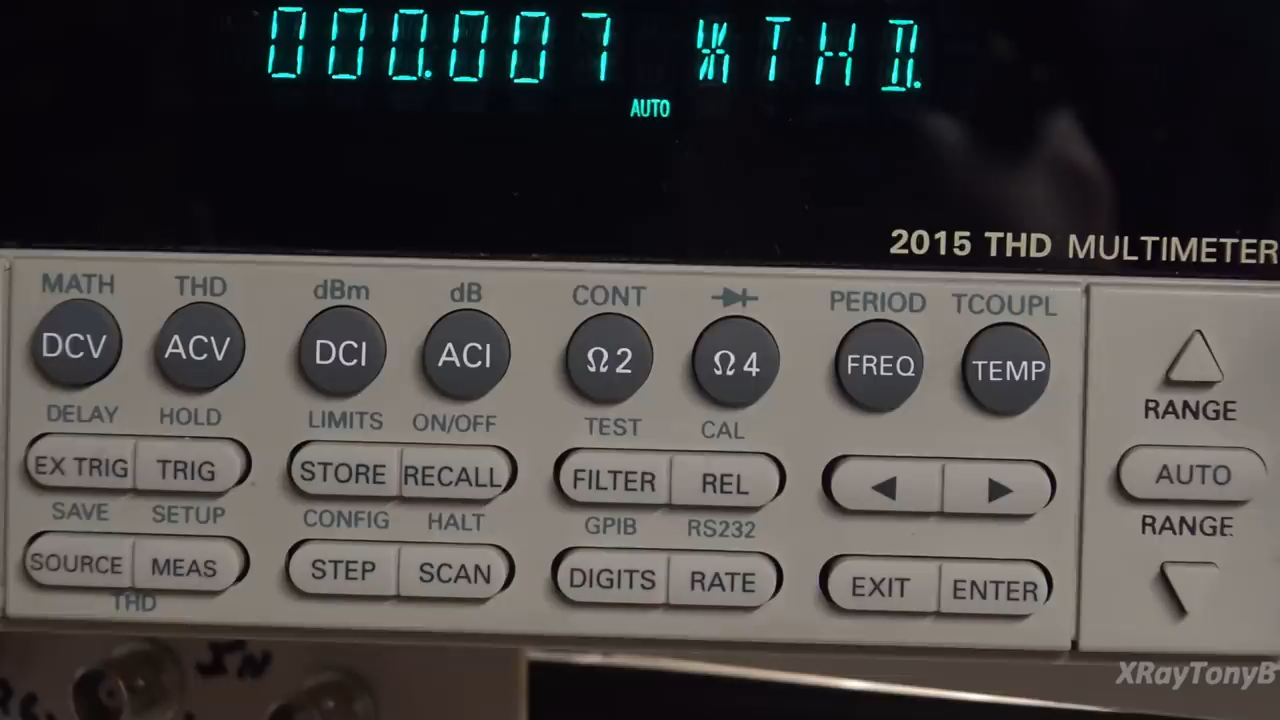 000.007 %THD.
AUTO
2015 THD MULTIMETER
MATH THD dBm dB CONT PERIOD TCOUPL
DCV ACV DCI ACI Ω2 Ω4 FREQ TEMP
DELAY HOLD LIMITS ON/OFF TEST CAL
RANGE
EX TRIG TRIG STORE RECALL FILTER REL ◀ ▶
AUTO
SAVE SETUP CONFIG HALT GPIB RS232
RANGE
SOURCE MEAS STEP SCAN DIGITS RATE EXIT ENTER
THD
IN
XRayTonyB